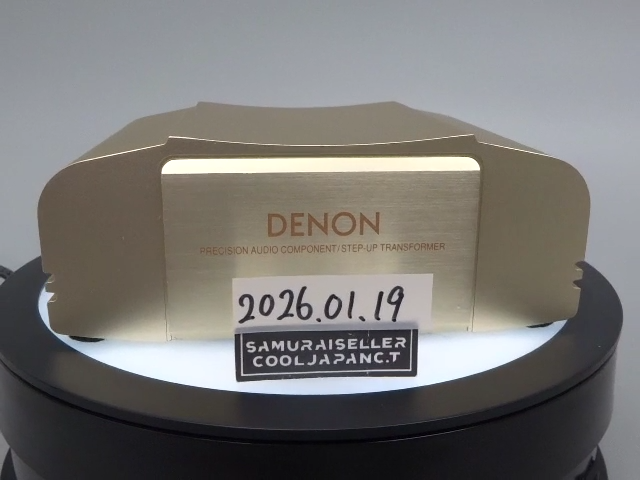 DENON
PRECISION AUDIO COMPONENT/STEP-UP TRANSFORMER
2026.01.19
SAMURAISELLER
COOLJAPANC.T